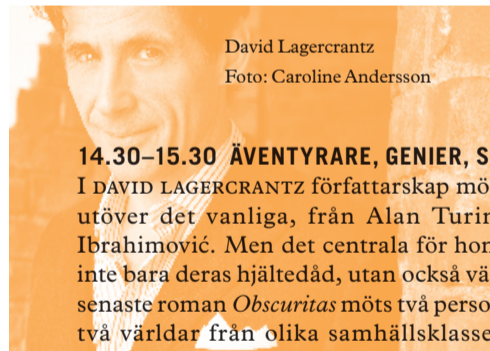 David Lagercrantz
Foto: Caroline Andersson
14.30–15.30 ÄVENTYRARE, GENIER, S
I DAVID LAGERCRANTZ författarskap mö
utöver det vanliga, från Alan Turin
Ibrahimović. Men det centrala för hon
inte bara deras hjältedåd, utan också vä
senaste roman Obscuritas möts två perso
två världar från olika samhällsklasse